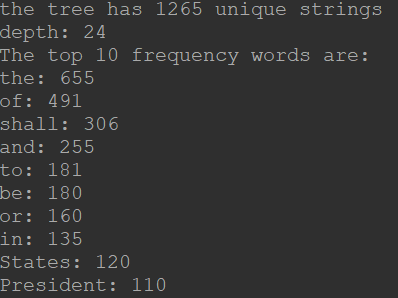 the tree has 1265 unique strings
depth: 24
The top 10 frequency words are:
the: 655
of: 491
shall: 306
and: 255
to: 181
be: 180
or: 160
in: 135
States: 120
President: 110